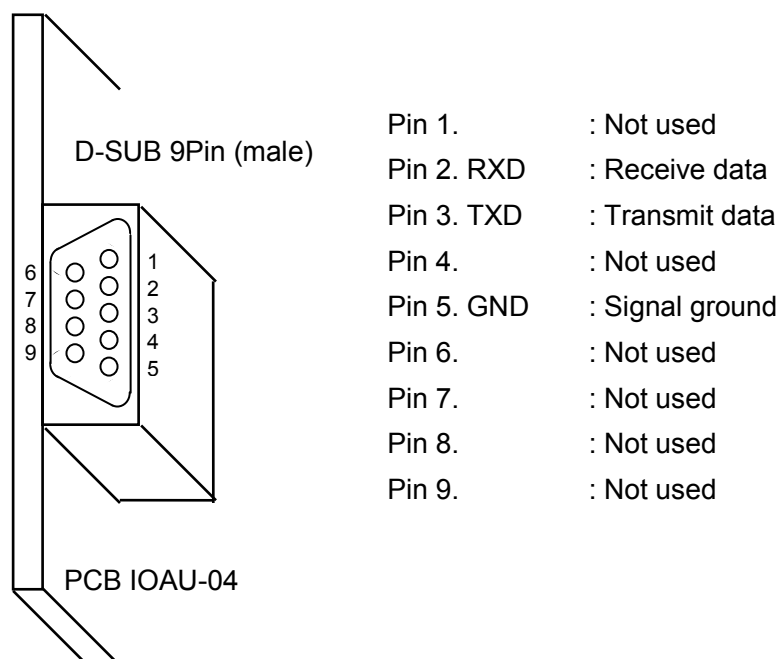 D-SUB 9Pin (male)
6
7
8
9
1
2
3
4
5
PCB IOAU-04
Pin 1. : Not used
Pin 2. RXD : Receive data
Pin 3. TXD : Transmit data
Pin 4. : Not used
Pin 5. GND : Signal ground
Pin 6. : Not used
Pin 7. : Not used
Pin 8. : Not used
Pin 9. : Not used